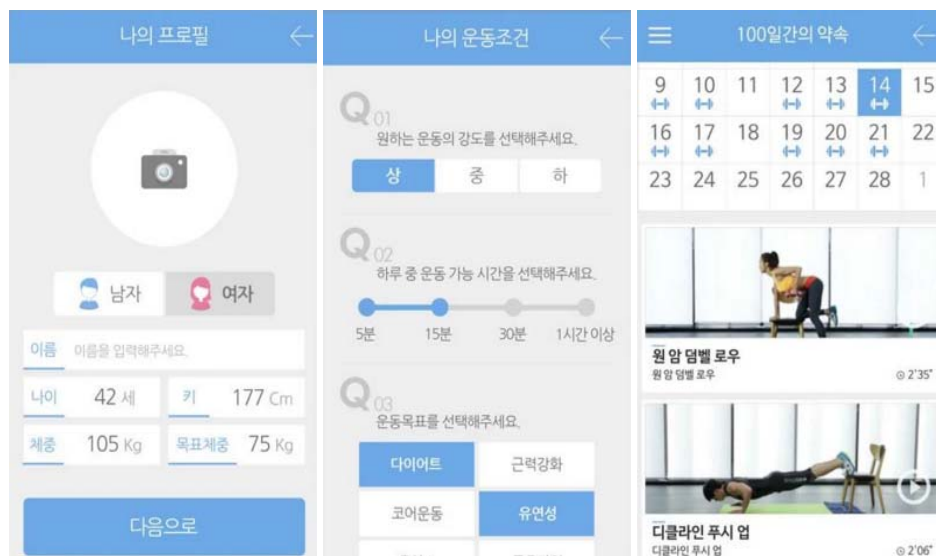 나의 프로필
남자
여자
이름 이름을 입력해주세요.
나이 42 세
키 177 Cm
체중 105 Kg
목표체중 75 Kg
다음으로
나의 운동조건
Q 01
원하는 운동의 강도를 선택해주세요.
상 중 하
Q 02
하루 중 운동 가능 시간을 선택해주세요.
5분 15분 30분 1시간 이상
Q 03
운동목표를 선택해주세요.
다이어트 근력강화
코어운동 유연성
100일간의 약속
9 10 11 12 13 14 15
16 17 18 19 20 21 22
23 24 25 26 27 28 1
원 암 덤벨 로우
원 암 덤벨 로우 2'35"
디클라인 푸시 업
디클라인 푸시 업 2'06"